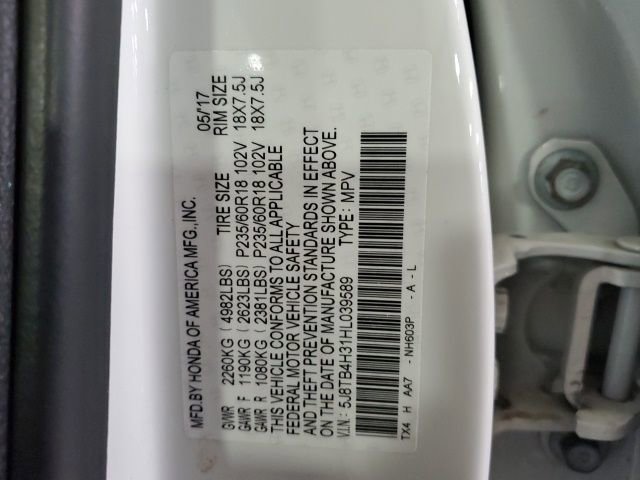 MFD.BY HONDA OF AMERICA MFG.,INC. 05/'17
GVWR 2260KG ( 4982LBS) TIRE SIZE RIM SIZE
GAWR F 1190KG ( 2623LBS) P235/60R18 102V 18X7.5J
GAWR R 1080KG ( 2381LBS) P235/60R18 102V 18X7.5J
THIS VEHICLE CONFORMS TO ALL APPLICABLE
FEDERAL MOTOR VEHICLE SAFETY
AND THEFT PREVENTION STANDARDS IN EFFECT
ON THE DATE OF MANUFACTURE SHOWN ABOVE.
V.I.N.: 5J8TB4H31HL039589 TYPE: MPV
TX4 H AA7 - NH603P - A - L